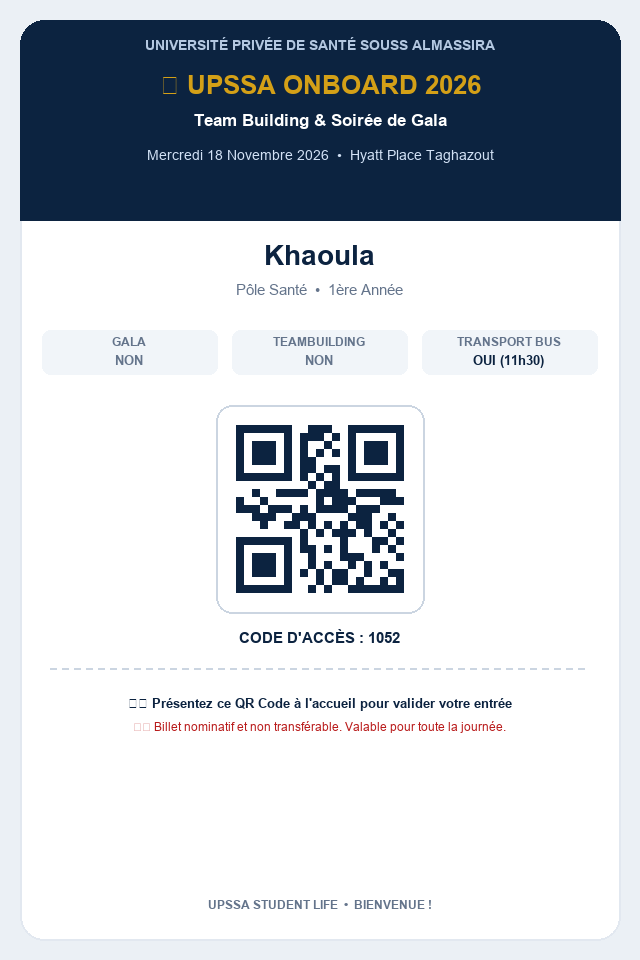 UNIVERSITÉ PRIVÉE DE SANTÉ SOUSS ALMASSIRA
UPSSA ONBOARD 2026
Team Building & Soirée de Gala
Mercredi 18 Novembre 2026 • Hyatt Place Taghazout
Khaoula
Pôle Santé • 1ère Année
GALA
NON
TEAMBUILDING
NON
TRANSPORT BUS
OUI (11h30)
CODE D'ACCÈS : 1052
Présentez ce QR Code à l'accueil pour valider votre entrée
Billet nominatif et non transférable. Valable pour toute la journée.
UPSSA STUDENT LIFE • BIENVENUE !